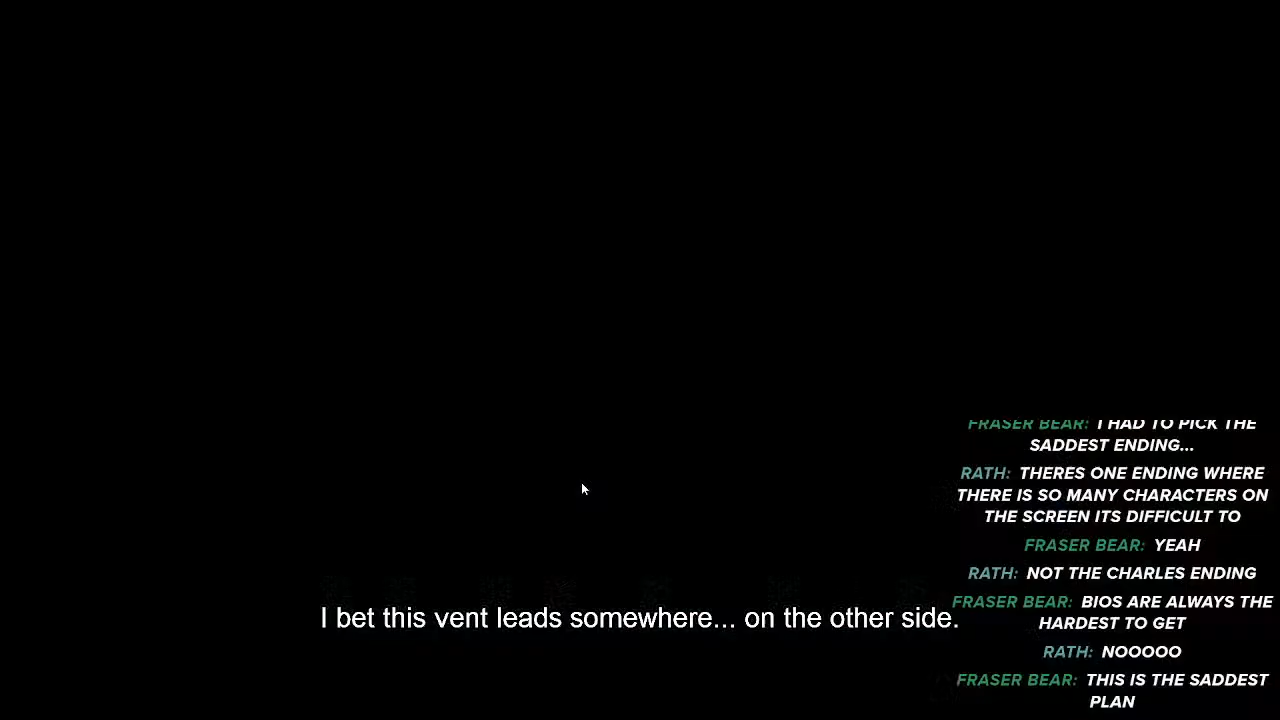 FRASER BEAR: I HAD TO PICK THE
SADDEST ENDING...
RATH: THERES ONE ENDING WHERE
THERE IS SO MANY CHARACTERS ON
THE SCREEN ITS DIFFICULT TO
FRASER BEAR: YEAH
RATH: NOT THE CHARLES ENDING
FRASER BEAR: BIOS ARE ALWAYS THE
HARDEST TO GET
I bet this vent leads somewhere... on the other side.
RATH: NOOOOO
FRASER BEAR: THIS IS THE SADDEST
PLAN